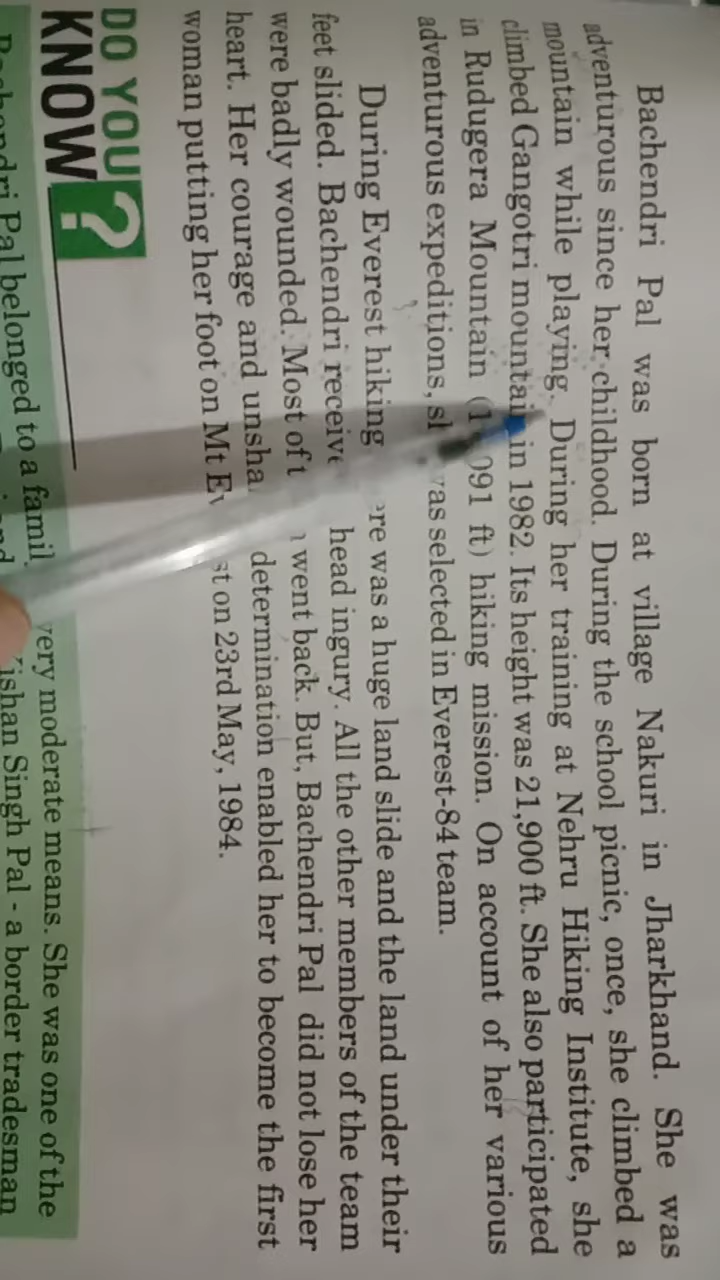 Bachendri Pal was born at village Nakuri in Jharkhand. She was
adventurous since her childhood. During the school picnic, once, she climbed a
mountain while playing. During her training at Nehru Hiking Institute, she
climbed Gangotri mountain in 1982. Its height was 21,900 ft. She also participated
in Rudugera Mountain 091 ft) hiking mission. On account of her various
adventurous expeditions, was selected in Everest-84 team.
During Everest hiking was a huge land slide and the land under their
feet slided. Bachendri head ingury. All the other members of the team
were badly wounded. Most of went back. But, Bachendri Pal did not lose her
heart. Her courage and determination enabled her to become the first
woman putting her foot on Mt on 23rd May, 1984.
DO YOU
KNOW ?
Pal belonged to a very moderate means. She was one of the
Singh Pal - a border tradesman